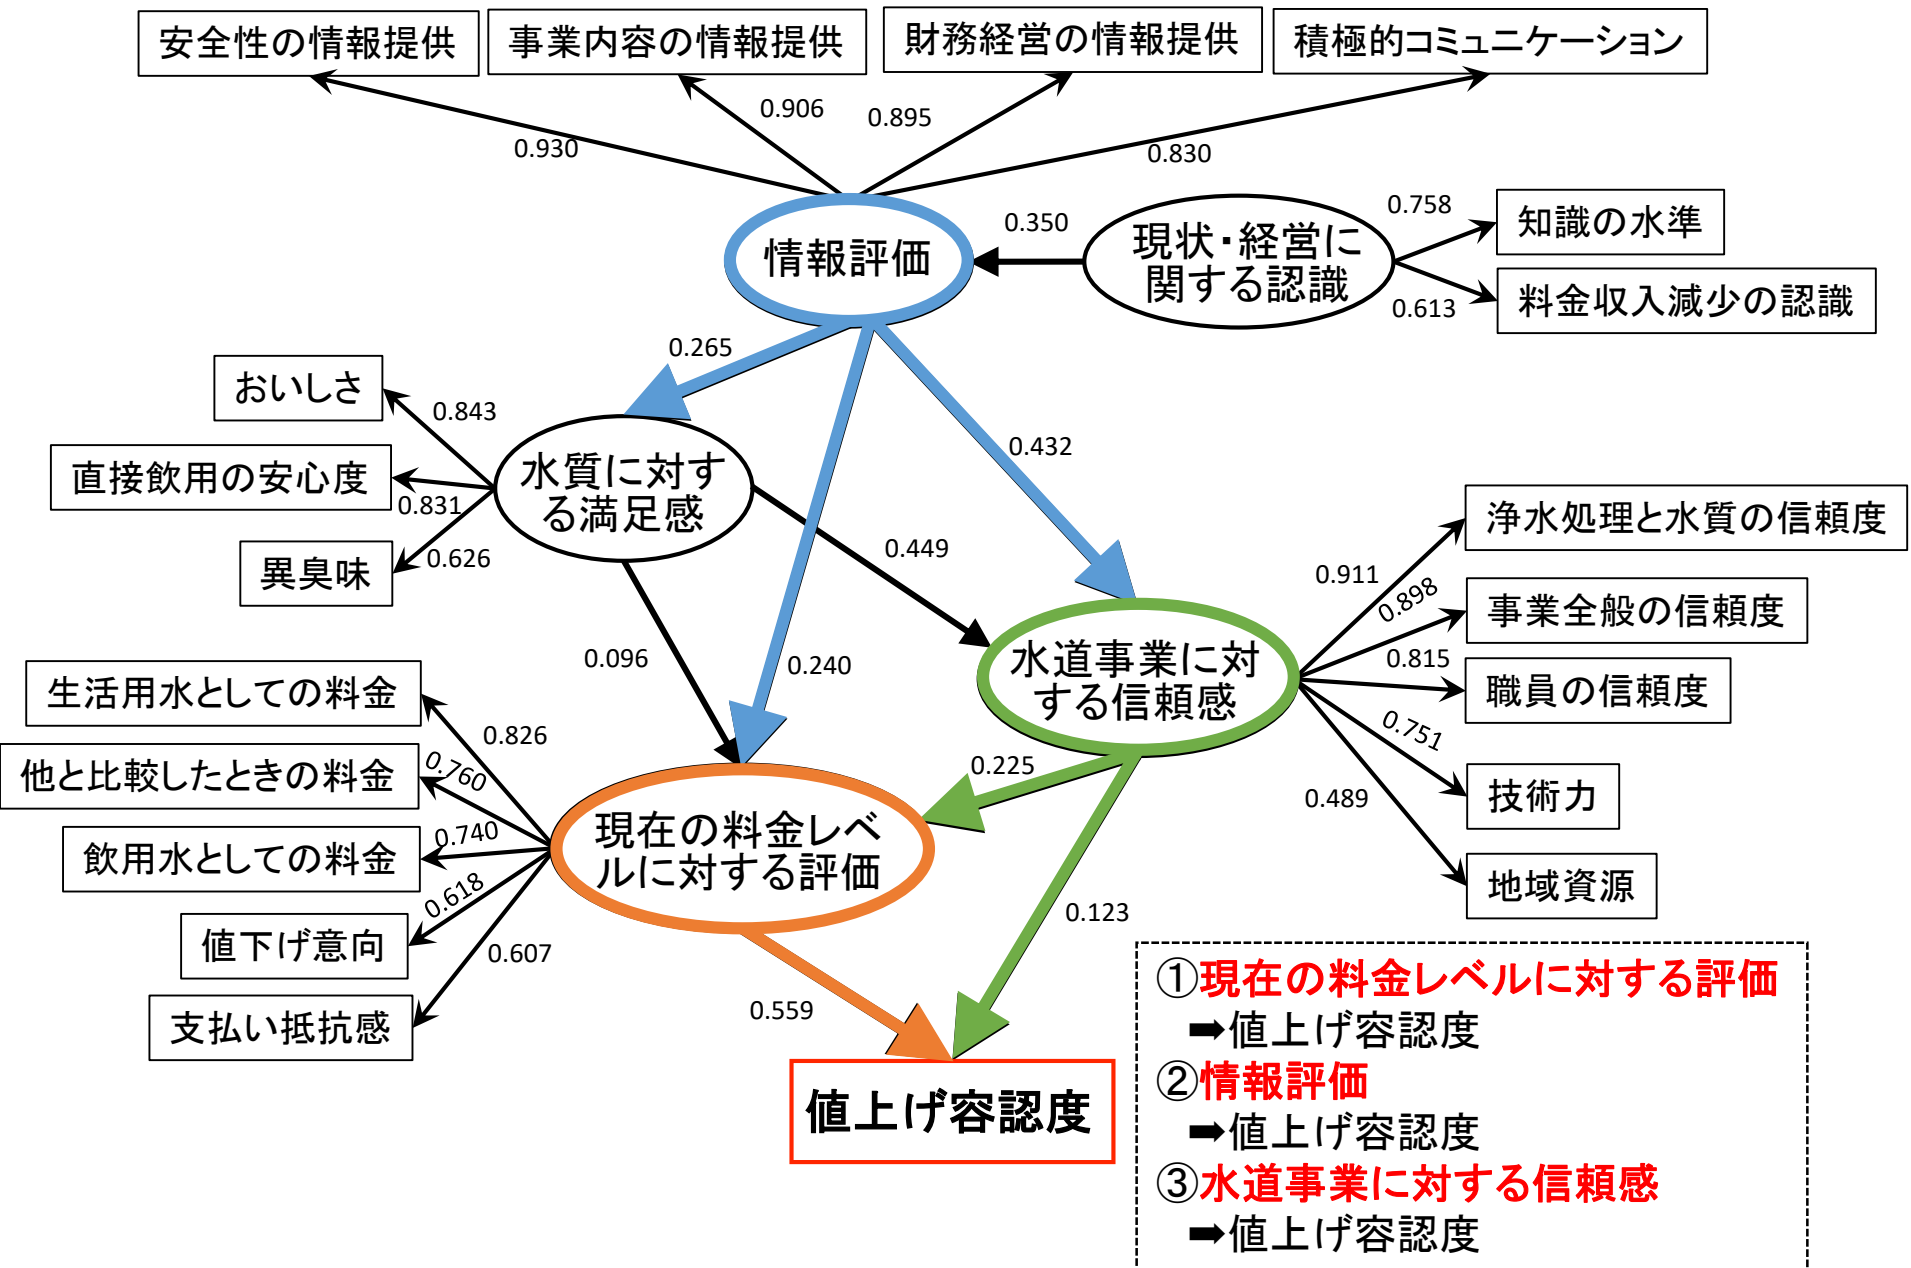 安全性の情報提供
事業内容の情報提供
財務経営の情報提供
積極的コミュニケーション
0.930
0.906
0.895
0.830
情報評価
0.350
現状・経営に
関する認識
0.758
知識の水準
0.613
料金収入減少の認識
0.265
0.432
おいしさ
0.843
直接飲用の安心度
0.831
異臭味
0.626
水質に対す
る満足感
0.449
0.096
0.240
水道事業に対
する信頼感
0.911
浄水処理と水質の信頼度
0.898
事業全般の信頼度
0.815
職員の信頼度
0.751
技術力
0.489
地域資源
生活用水としての料金
0.826
他と比較したときの料金
0.760
飲用水としての料金
0.740
値下げ意向
0.618
支払い抵抗感
0.607
現在の料金レベ
ルに対する評価
0.225
0.123
0.559
値上げ容認度
①現在の料金レベルに対する評価
➡値上げ容認度
②情報評価
➡値上げ容認度
③水道事業に対する信頼感
➡値上げ容認度